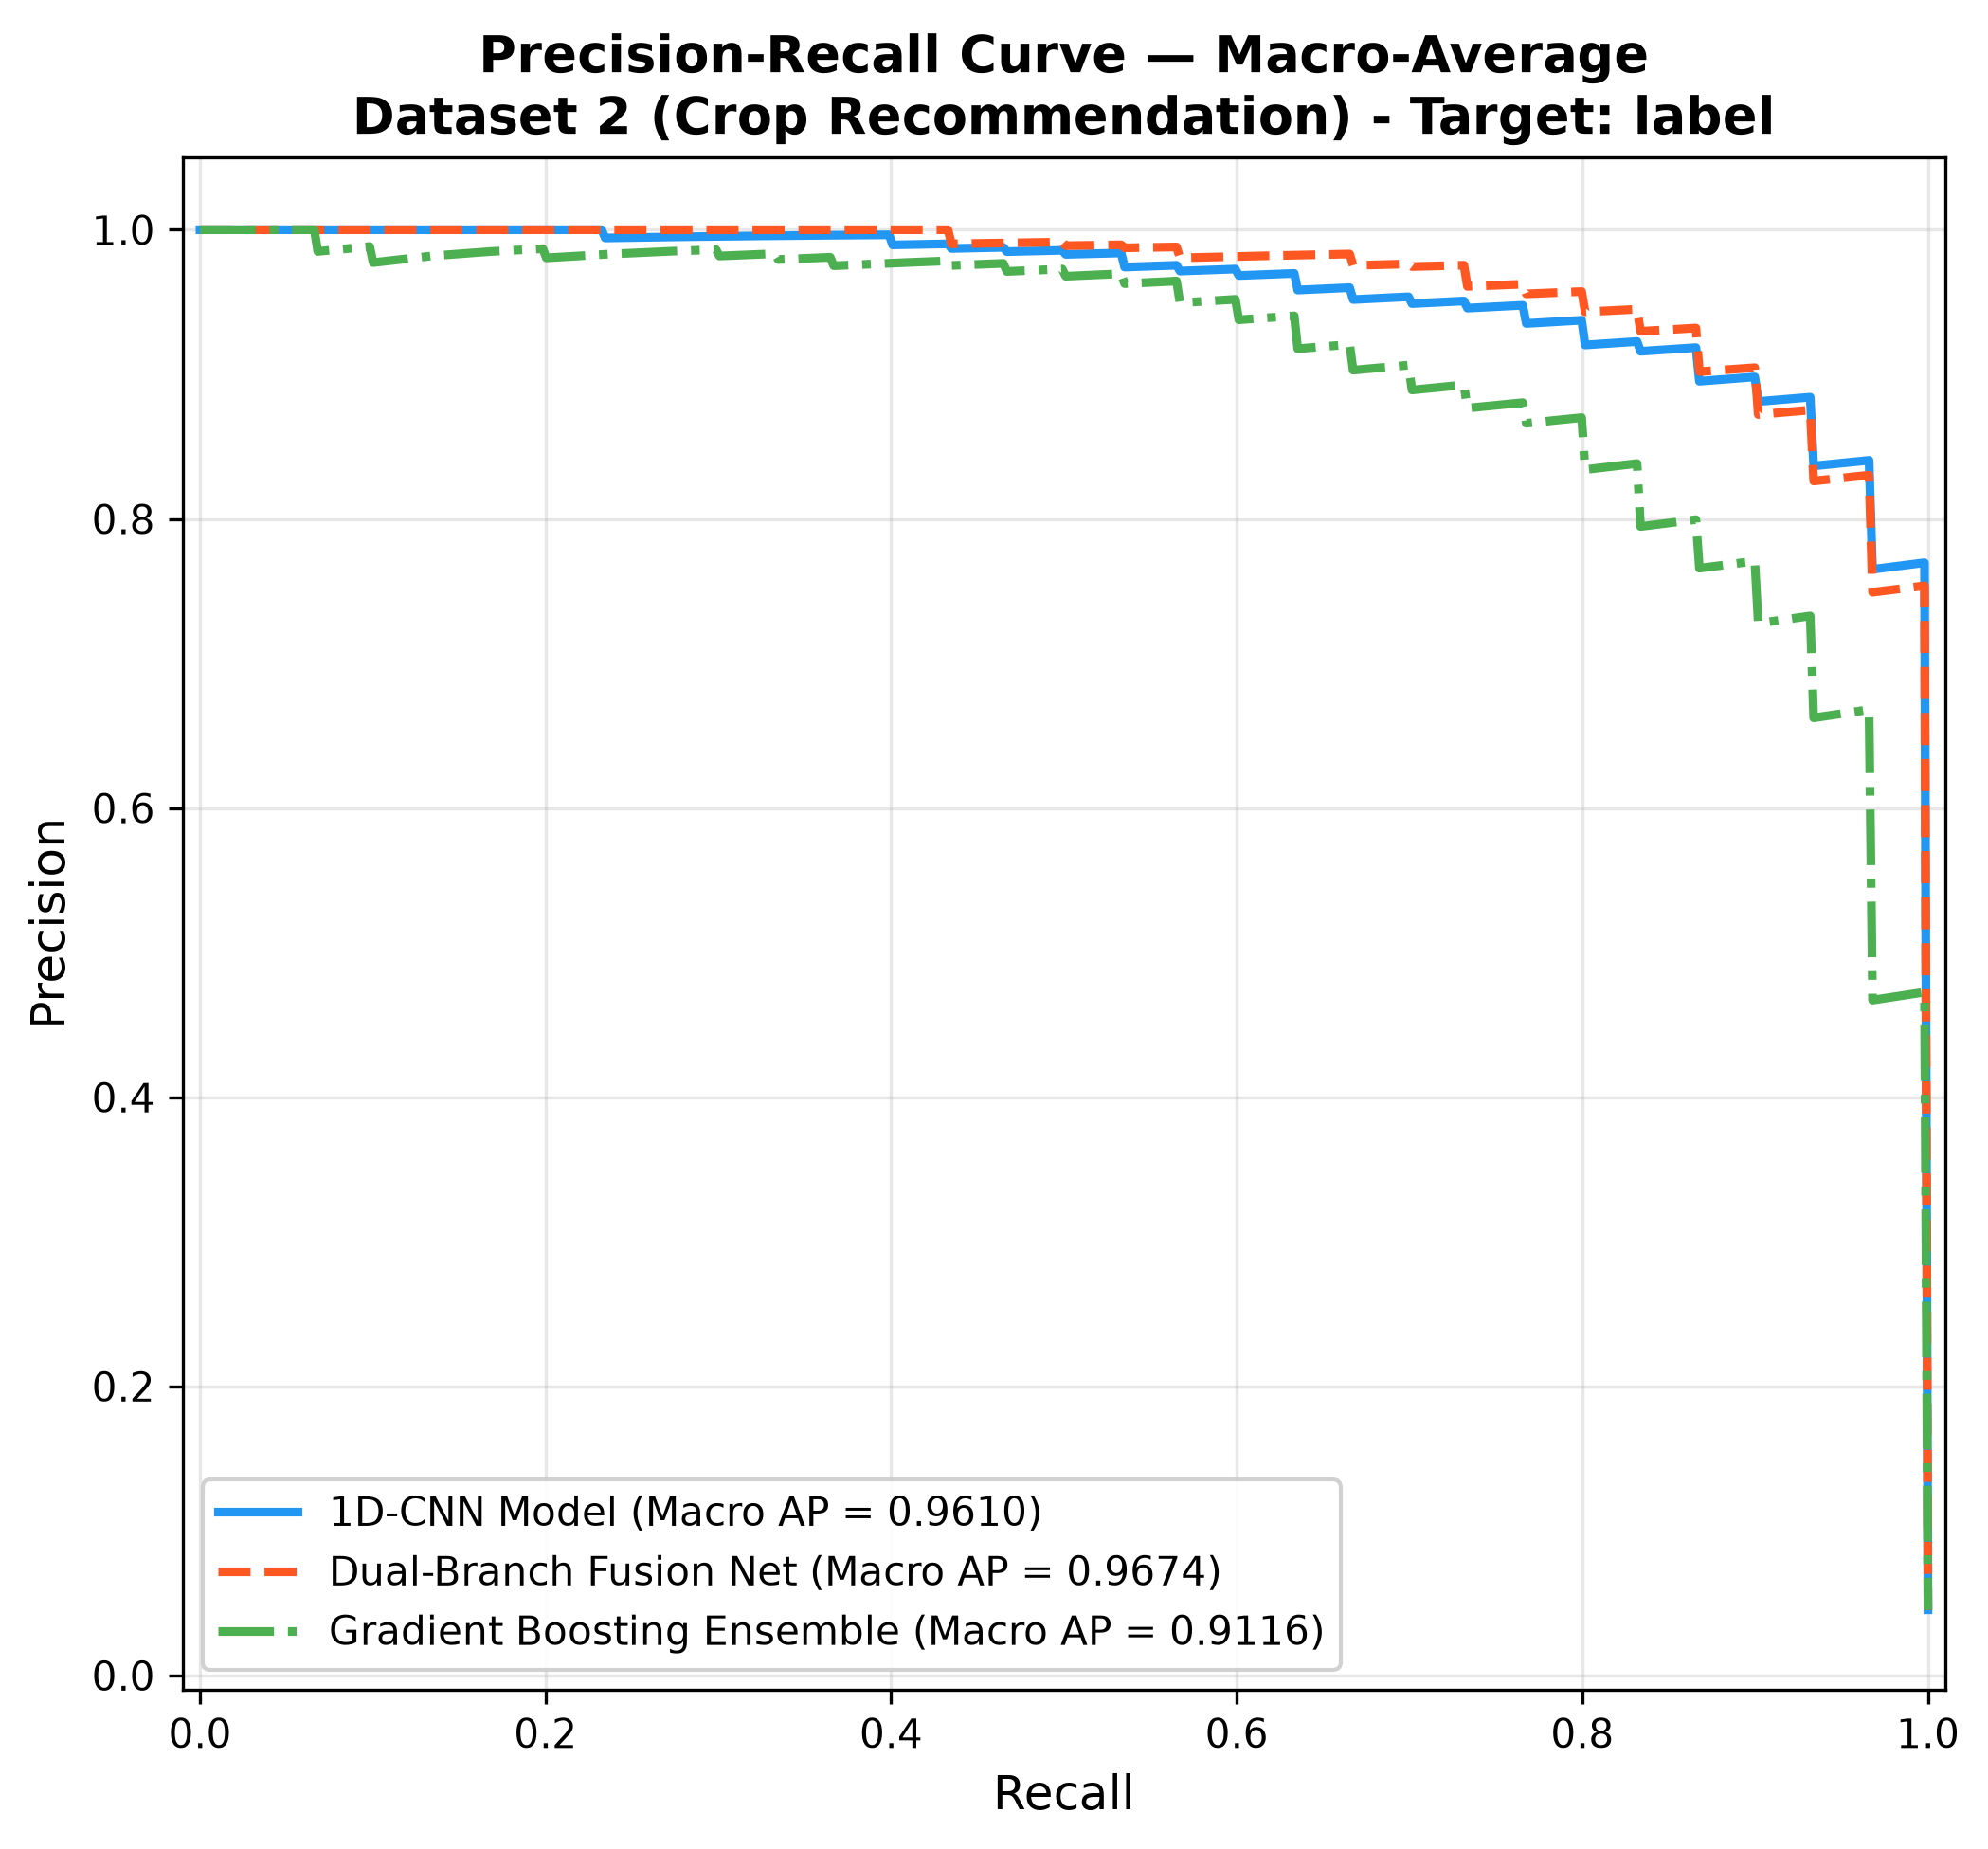 Precision-Recall Curve — Macro-Average
Dataset 2 (Crop Recommendation) - Target: label
Precision
1.0
0.8
0.6
0.4
0.2
0.0
1D-CNN Model (Macro AP = 0.9610)
Dual-Branch Fusion Net (Macro AP = 0.9674)
Gradient Boosting Ensemble (Macro AP = 0.9116)
0.0 0.2 0.4 0.6 0.8 1.0
Recall